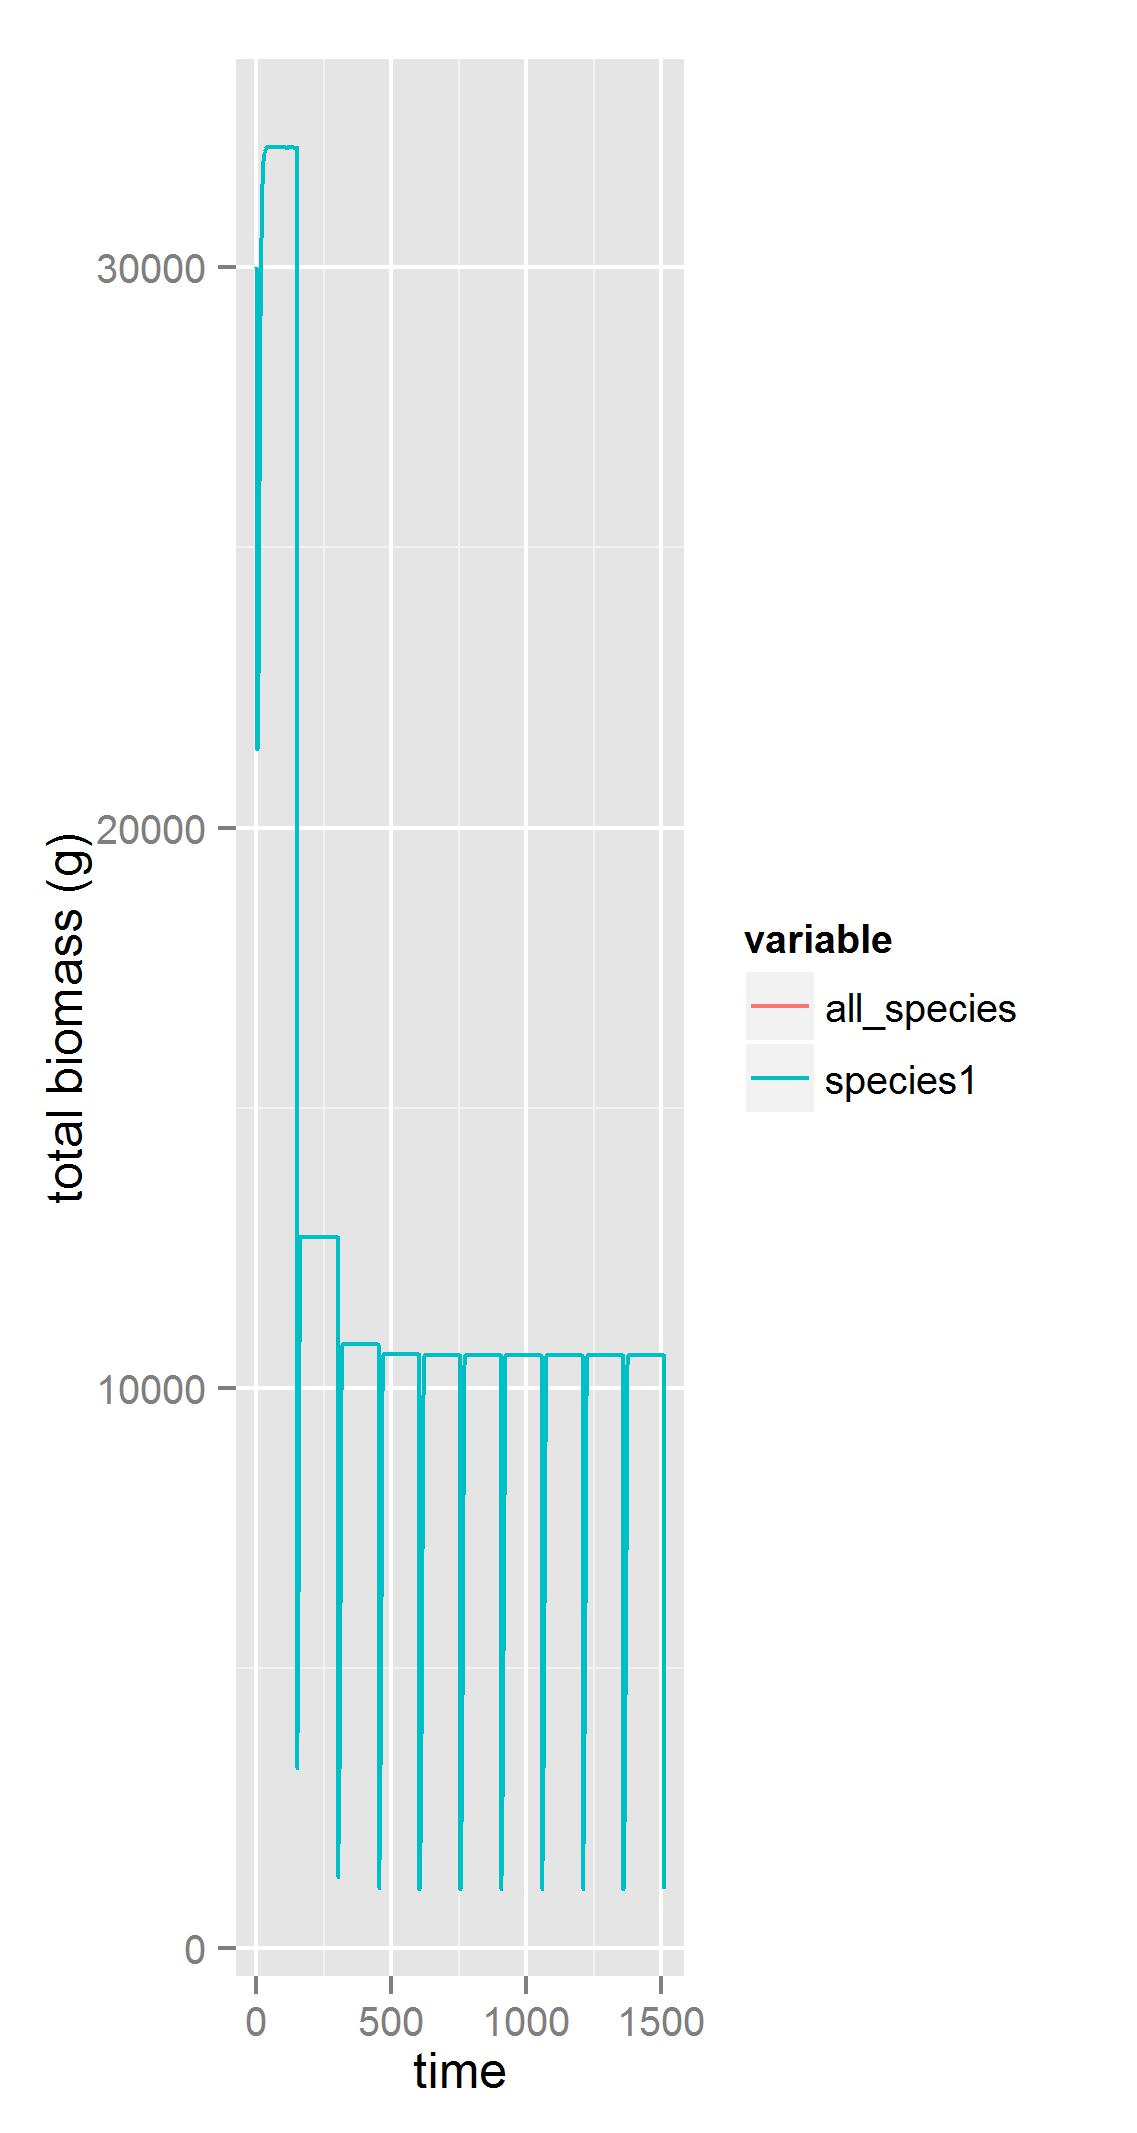 total biomass (g)
30000
20000
10000
0
0 500 1000 1500
time
variable
all_species
species1